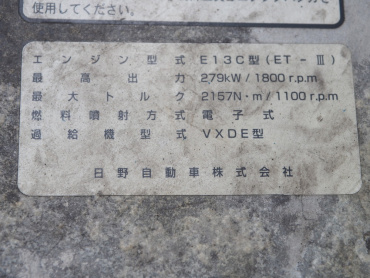 使用してください。
エンジン型式 E13C型(ET-Ⅲ)
最高出力 279kW/1800r.p.m
最大トルク 2157N・m/1100r.p.m
燃料噴射方式 電子式
過給機型式 VXDE型
日野自動車株式会社